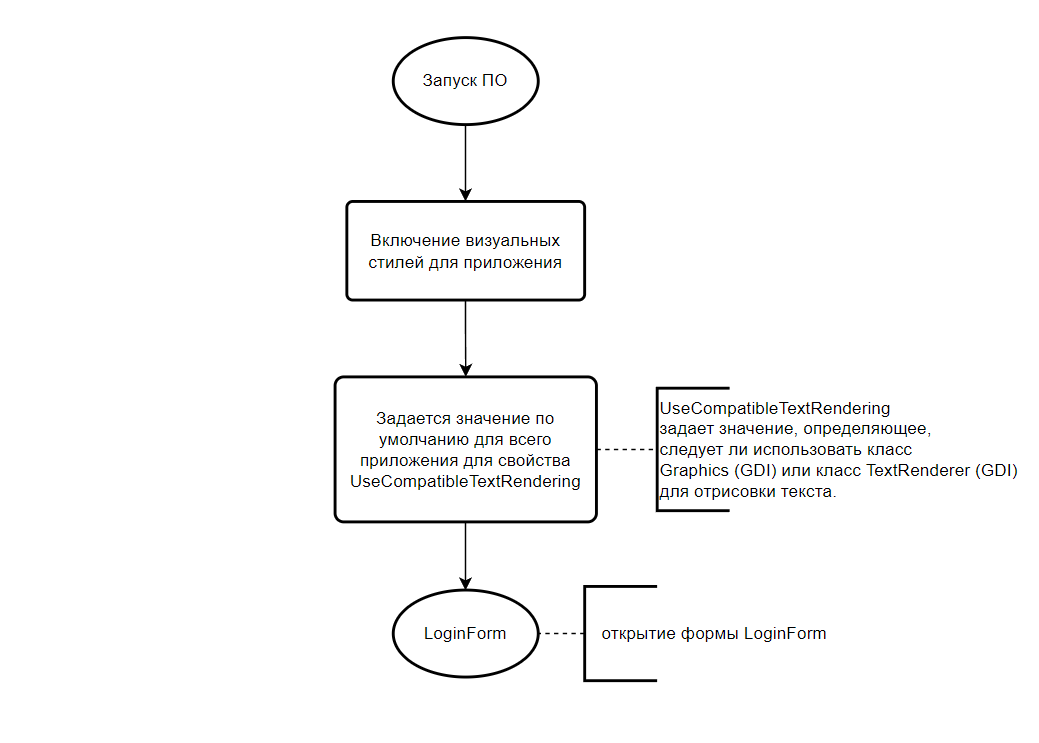 Запуск ПО
Включение визуальных
стилей для приложения
Задается значение по
умолчанию для всего
приложения для свойства
UseCompatibleTextRendering
UseCompatibleTextRendering
задает значение, определяющее,
следует ли использовать класс
Graphics (GDI) или класс TextRenderer (GDI)
для отрисовки текста.
LoginForm
открытие формы LoginForm